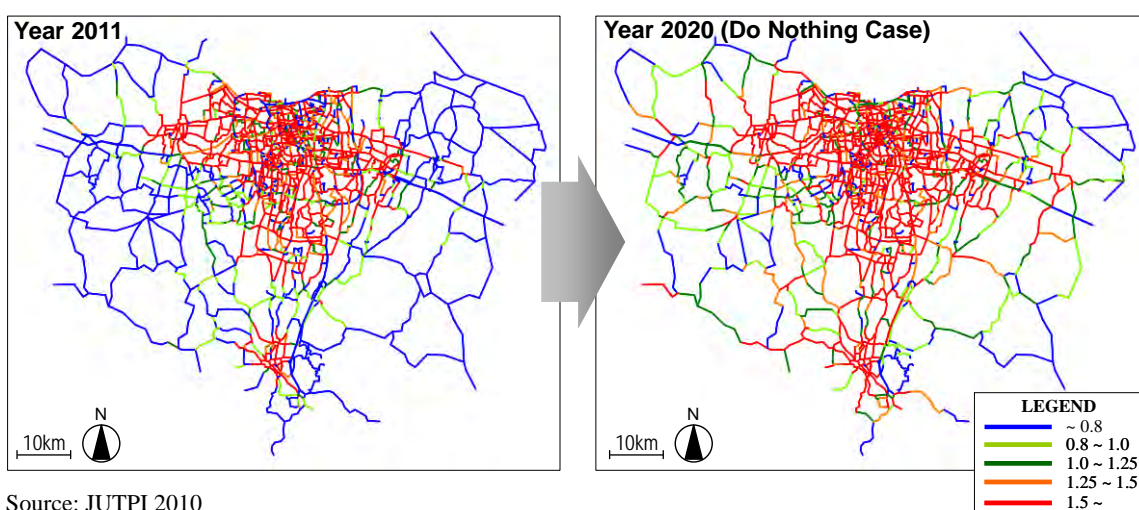 Year 2011
Year 2020 (Do Nothing Case)
N
10km
N
10km
LEGEND
~ 0.8
0.8 ~ 1.0
1.0 ~ 1.25
1.25 ~ 1.5
1.5 ~
Source: JUTPI 2010